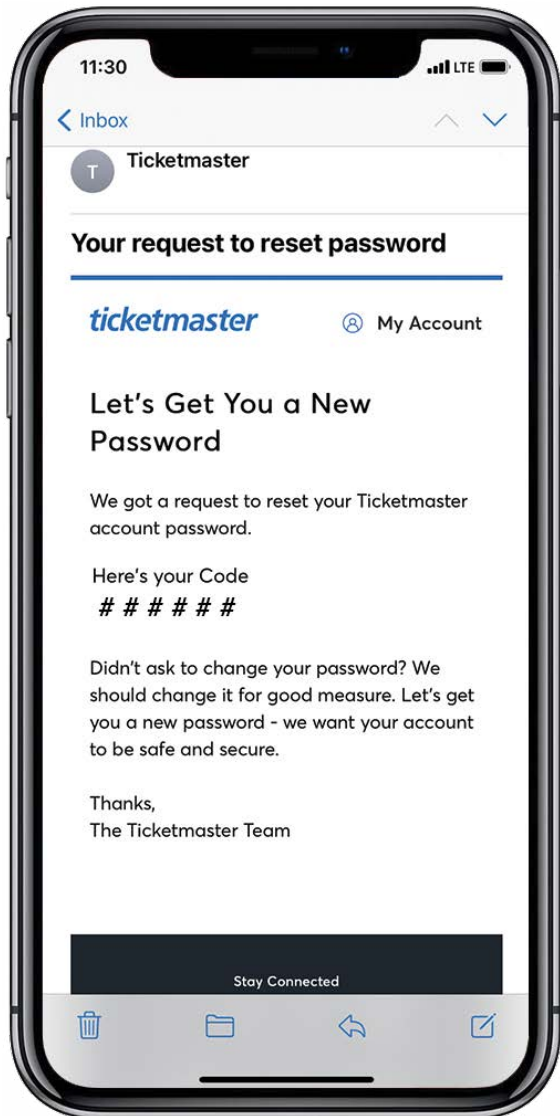 11:30
LTE
Inbox
T
Ticketmaster
Your request to reset password
ticketmaster
My Account
Let's Get You a New
Password
We got a request to reset your Ticketmaster
account password.
Here's your Code
# # # # # #
Didn't ask to change your password? We
should change it for good measure. Let's get
you a new password - we want your account
to be safe and secure.
Thanks,
The Ticketmaster Team
Stay Connected